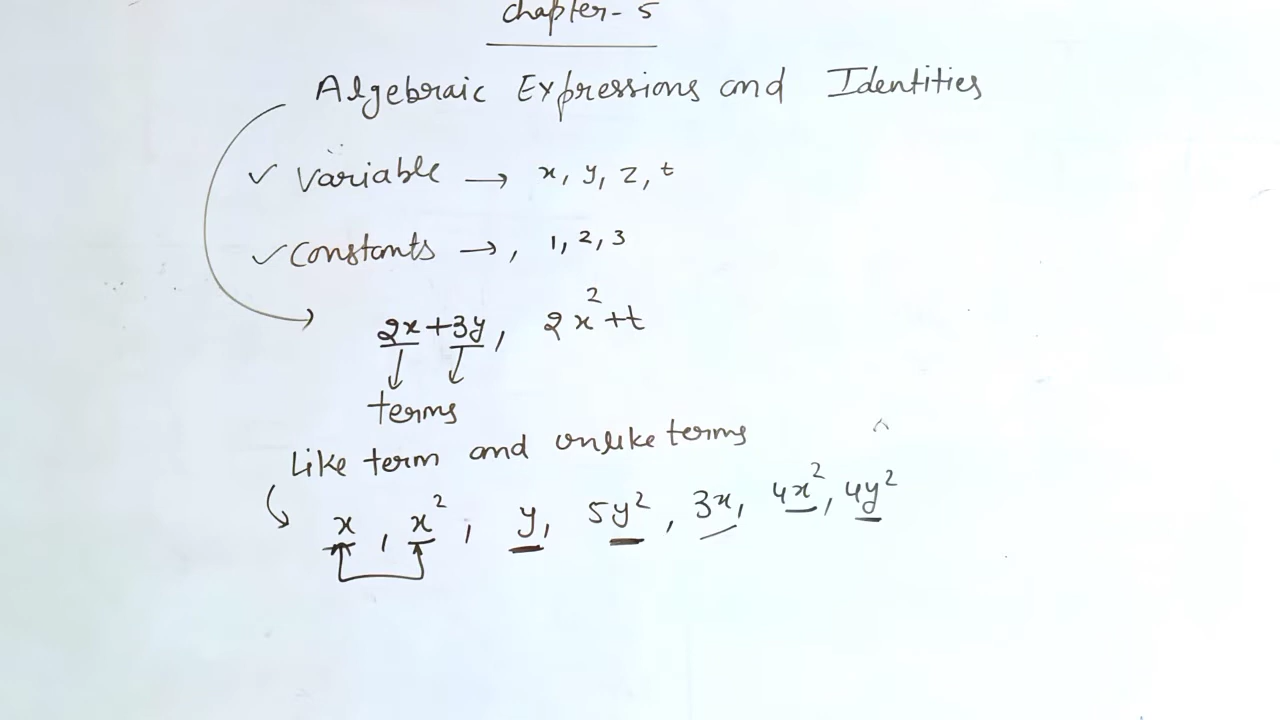 Chapter - 5
Algebraic Expressions and Identities
✓ Variable → x, y, z, t
✓ Constants → , 1, 2, 3
2x + 3y, 2x² + t
terms
Like term and unlike terms
x, x², y, 5y², 3x, 4x², 4y²